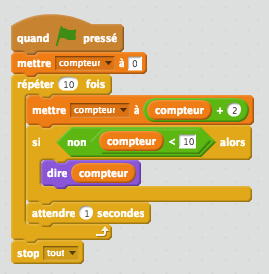 quand pressé
mettre compteur à 0
répéter 10 fois
mettre compteur à compteur + 2
si non compteur < 10 alors
dire compteur
attendre 1 secondes
stop tout